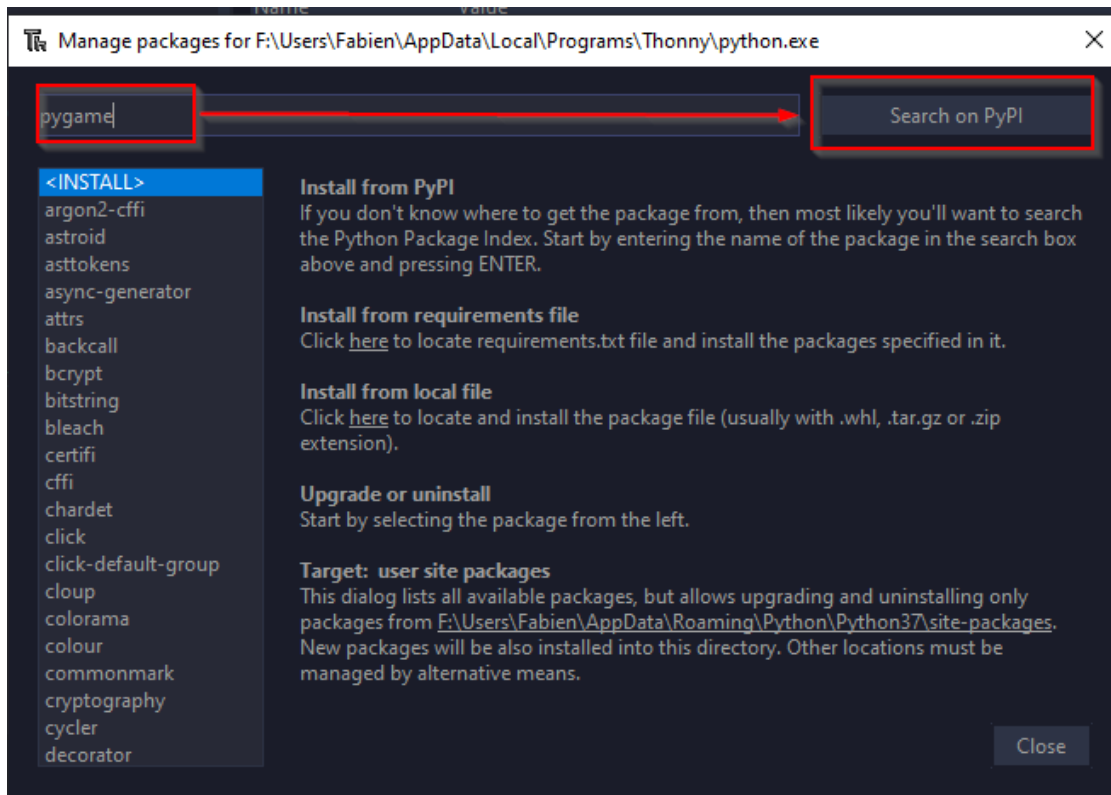 Name Value
Manage packages for F:\Users\Fabien\AppData\Local\Programs\Thonny\python.exe
pygame
Search on PyPI
<INSTALL>
argon2-cffi
astroid
asttokens
async-generator
attrs
backcall
bcrypt
bitstring
bleach
certifi
cffi
chardet
click
click-default-group
cloup
colorama
colour
commonmark
cryptography
cycler
decorator
Install from PyPI
If you don't know where to get the package from, then most likely you'll want to search
the Python Package Index. Start by entering the name of the package in the search box
above and pressing ENTER.
Install from requirements file
Click here to locate requirements.txt file and install the packages specified in it.
Install from local file
Click here to locate and install the package file (usually with .whl, .tar.gz or .zip
extension).
Upgrade or uninstall
Start by selecting the package from the left.
Target: user site packages
This dialog lists all available packages, but allows upgrading and uninstalling only
packages from F:\Users\Fabien\AppData\Roaming\Python\Python37\site-packages.
New packages will be also installed into this directory. Other locations must be
managed by alternative means.
Close